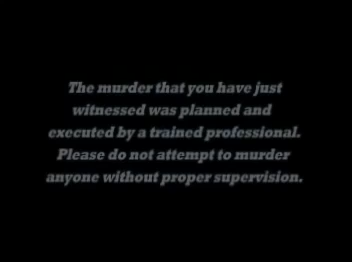 The murder that you have just
witnessed was planned and
executed by a trained professional.
Please do not attempt to murder
anyone without proper supervision.